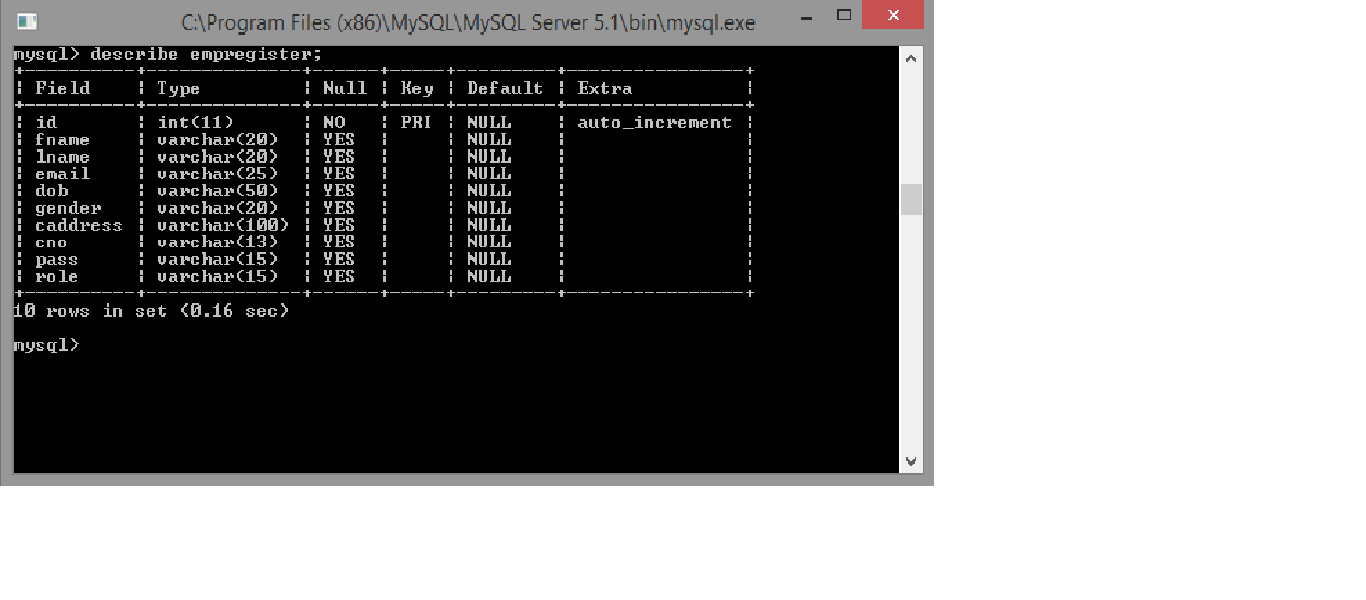 C:\Program Files (x86)\MySQL\MySQL Server 5.1\bin\mysql.exe
mysql> describe empregister;
+----------+--------------+------+-----+---------+----------------+
| Field    | Type         | Null | Key | Default | Extra          |
+----------+--------------+------+-----+---------+----------------+
| id       | int(11)      | NO   | PRI | NULL    | auto_increment |
| fname    | varchar(20)  | YES  |     | NULL    |                |
| lname    | varchar(20)  | YES  |     | NULL    |                |
| email    | varchar(25)  | YES  |     | NULL    |                |
| dob      | varchar(50)  | YES  |     | NULL    |                |
| gender   | varchar(20)  | YES  |     | NULL    |                |
| caddress | varchar(100) | YES  |     | NULL    |                |
| cno      | varchar(13)  | YES  |     | NULL    |                |
| pass     | varchar(15)  | YES  |     | NULL    |                |
| role     | varchar(15)  | YES  |     | NULL    |                |
+----------+--------------+------+-----+---------+----------------+
10 rows in set (0.16 sec)
mysql>